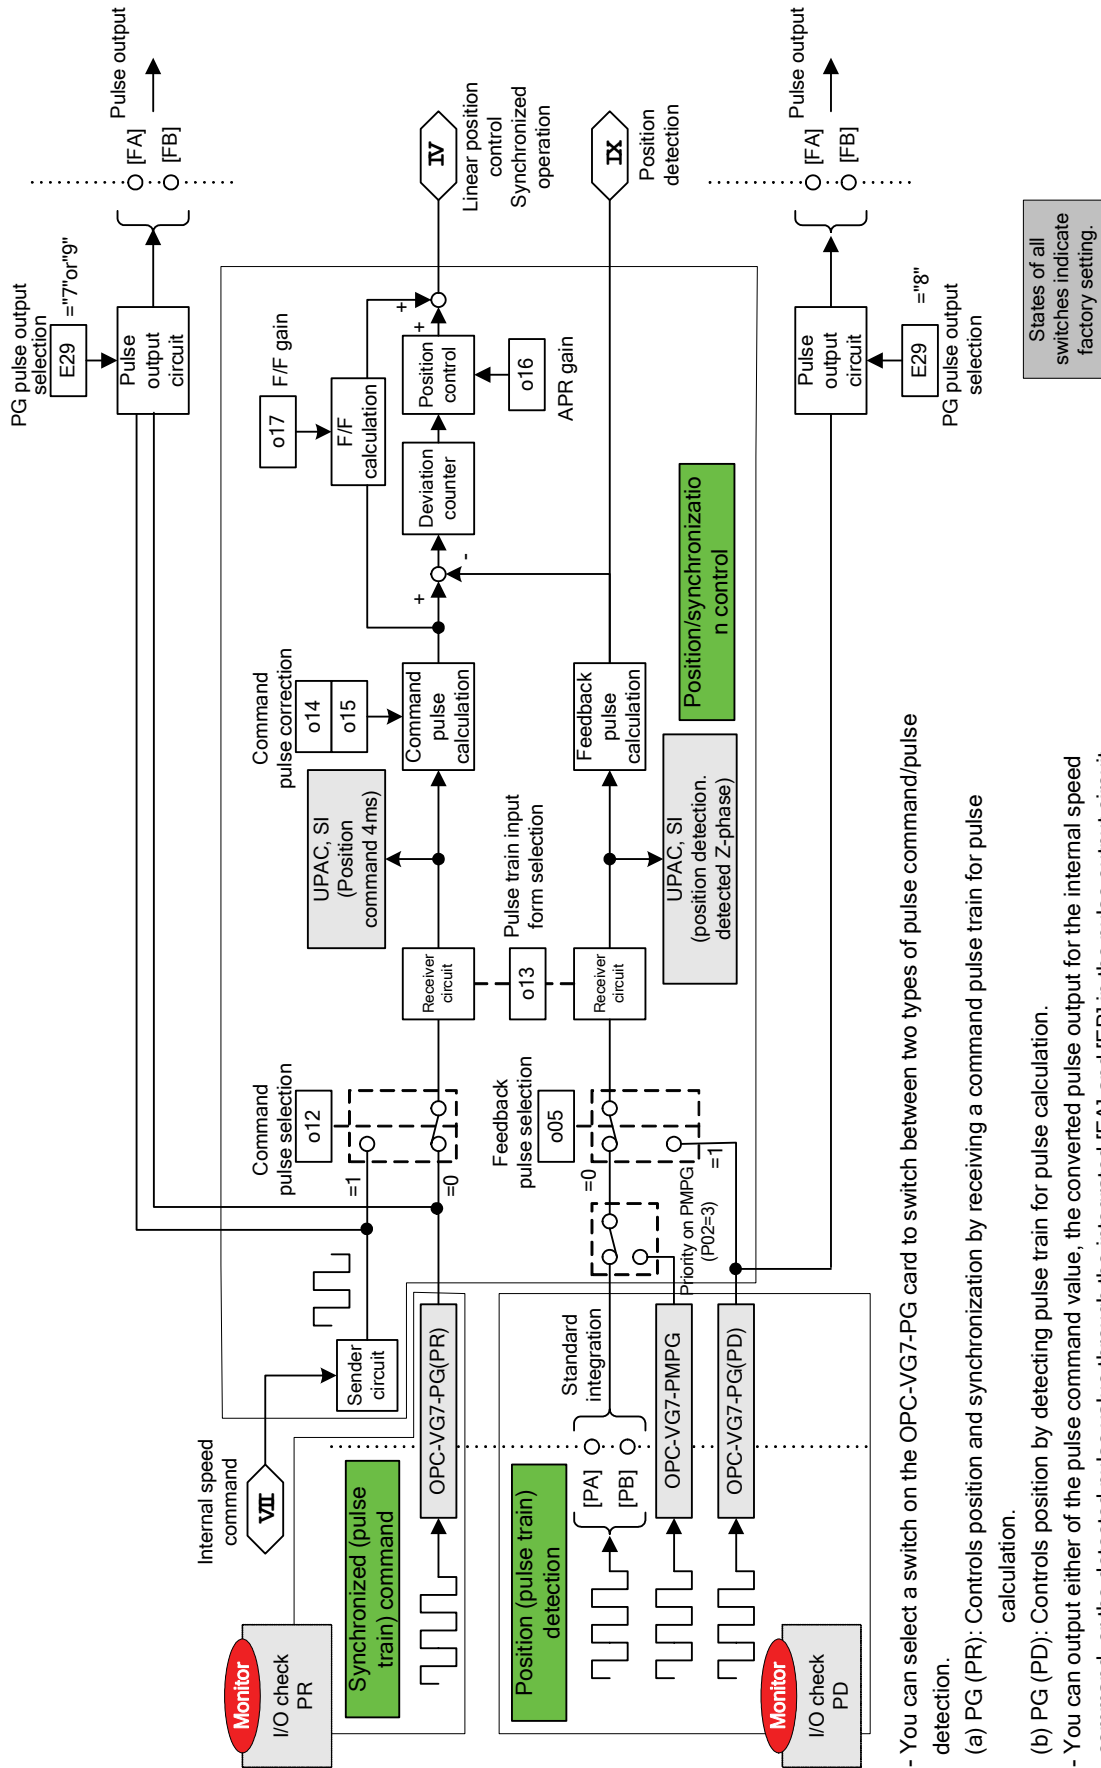 PG pulse output
selection
E29
="7"or"9"
Pulse
output
circuit
[FA]
[FB]
Pulse output
Internal speed
command
VII
Sender
circuit
Monitor
I/O check
PR
Synchronized (pulse
train) command
OPC-VG7-PG(PR)
Command
pulse selection
o12
=1
=0
Receiver
circuit
UPAC, SI
(Position
command 4ms)
Command
pulse correction
o14
o15
Command
pulse
calculation
o17
F/F gain
F/F
calculation
+
-
Deviation
counter
Position
control
o16
APR gain
+
+
IV
Linear position
control
Synchronized
operation
Pulse train input
form selection
o13
Position (pulse train)
detection
[PA]
[PB]
Standard
integration
OPC-VG7-PMPG
OPC-VG7-PG(PD)
Monitor
I/O check
PD
Priority on PMPG
(P02=3)
Feedback
pulse selection
o05
=0
=1
Receiver
circuit
UPAC, SI
(position detection.
detected Z-phase)
Feedback
pulse
calculation
Position/synchronizatio
n control
IX
Position
detection
Pulse
output
circuit
E29
="8"
PG pulse output
selection
[FA]
[FB]
Pulse output
States of all
switches indicate
factory setting.
- You can select a switch on the OPC-VG7-PG card to switch between two types of pulse command/pulse
detection.
(a) PG (PR): Controls position and synchronization by receiving a command pulse train for pulse
calculation.
(b) PG (PD): Controls position by detecting pulse train for pulse calculation.
- You can output either of the pulse command value, the converted pulse output for the internal speed